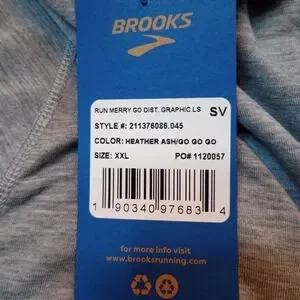 BROOKS
RUN MERRY GO DIST. GRAPHIC LS SV
STYLE #: 211376086.045
COLOR: HEATHER ASH/GO GO GO
SIZE: XXL PO# 1120057
1 90340 97683 4
for more info visit
www.brooksrunning.com